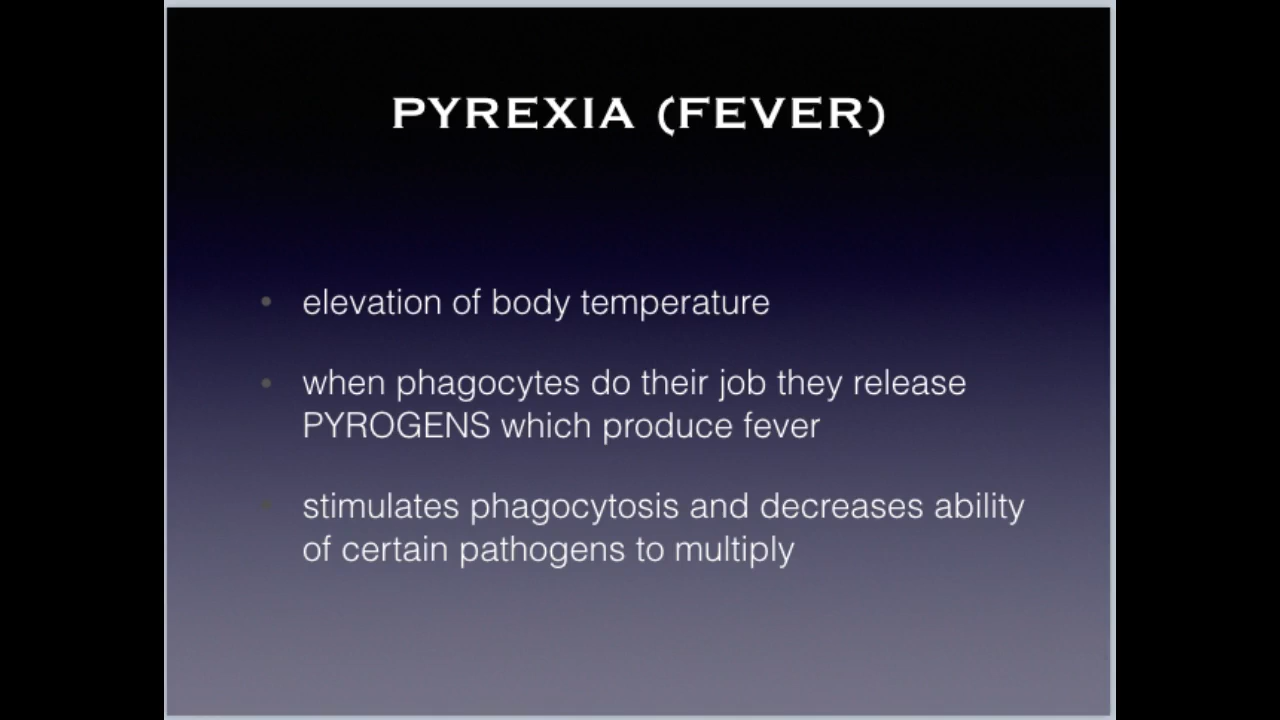 PYREXIA (FEVER)
• elevation of body temperature
• when phagocytes do their job they release
PYROGENS which produce fever
• stimulates phagocytosis and decreases ability
of certain pathogens to multiply